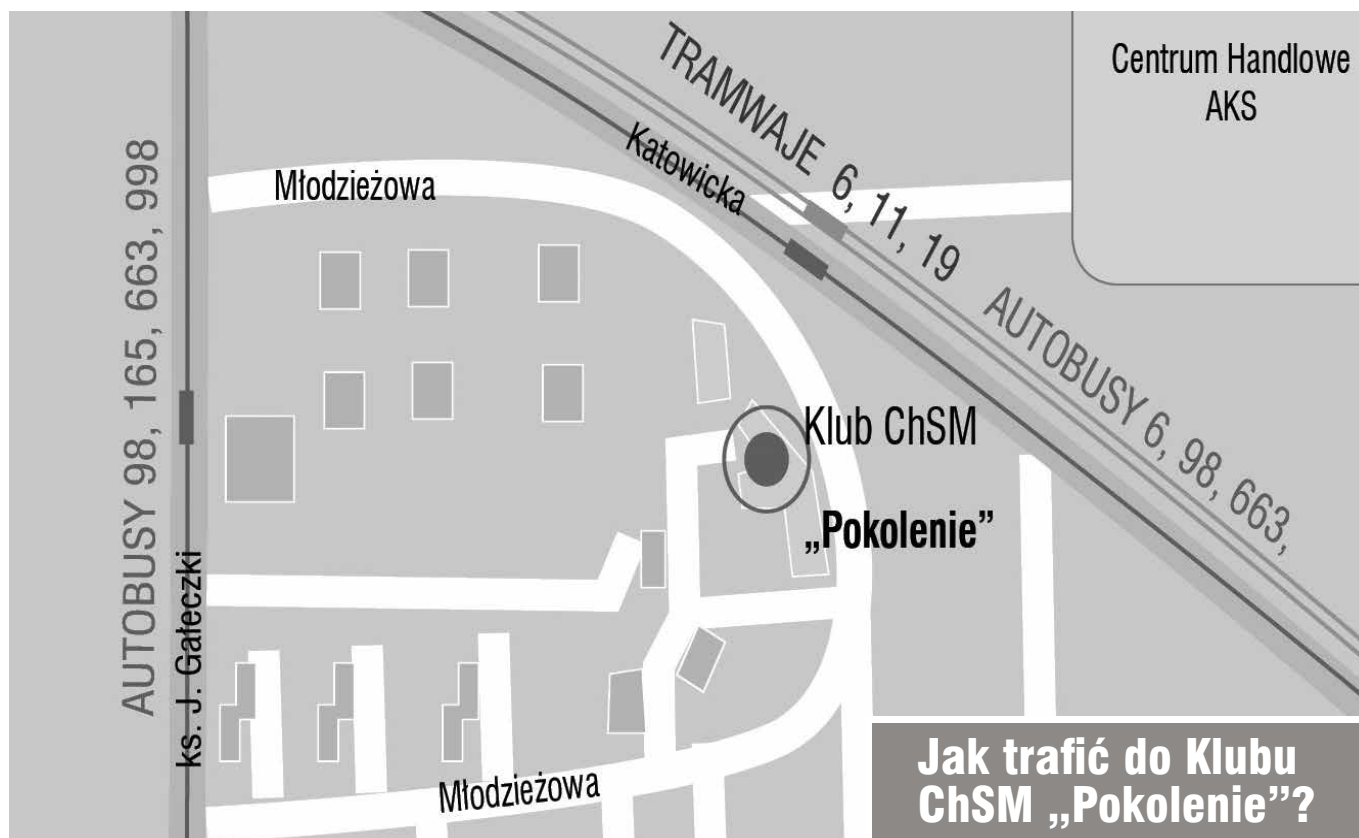 Centrum Handlowe
AKS
TRAMWAJE 6, 11, 19
Katowicka
AUTOBUSY 6, 98, 663,
Młodzieżowa
AUTOBUSY 98, 165, 663, 998
ks. J. Gałeczki
Klub ChSM
„Pokolenie”
Młodzieżowa
Jak trafić do Klubu
ChSM „Pokolenie”?